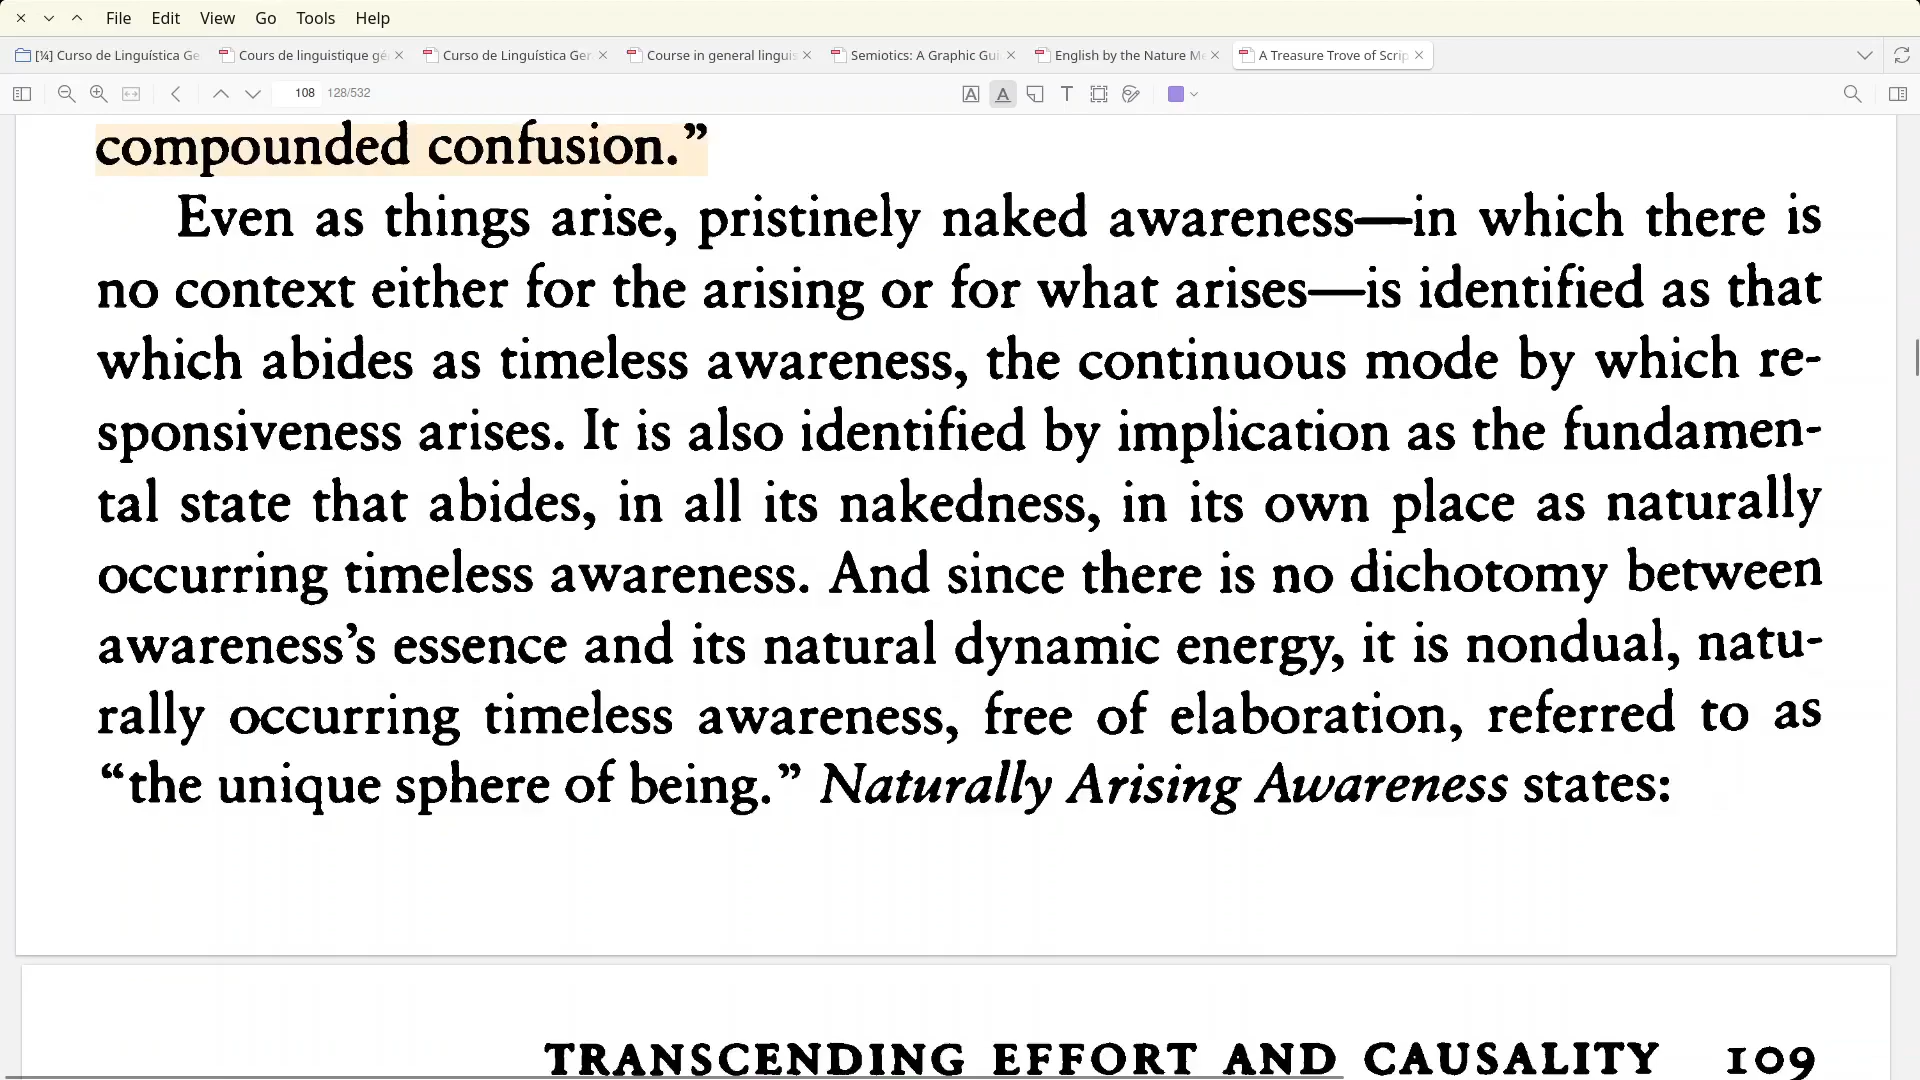 File Edit View Go Tools Help
[¼] Curso de Linguística Ge Cours de linguistique gé Curso de Linguística Ger Course in general linguis Semiotics: A Graphic Gui English by the Nature Me A Treasure Trove of Scrip
108 128/532
compounded confusion.”
Even as things arise, pristinely naked awareness—in which there is
no context either for the arising or for what arises—is identified as that
which abides as timeless awareness, the continuous mode by which re-
sponsiveness arises. It is also identified by implication as the fundamen-
tal state that abides, in all its nakedness, in its own place as naturally
occurring timeless awareness. And since there is no dichotomy between
awareness’s essence and its natural dynamic energy, it is nondual, natu-
rally occurring timeless awareness, free of elaboration, referred to as
“the unique sphere of being.” Naturally Arising Awareness states:
TRANSCENDING EFFORT AND CAUSALITY 109